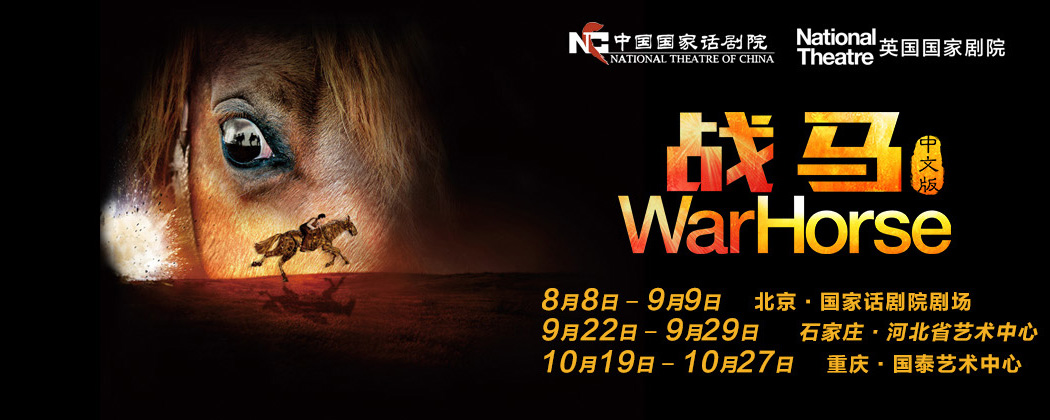 中国国家话剧院
NATIONAL THEATRE OF CHINA
National
Theatre
英国国家剧院
战马
中文版
WarHorse
8月8日 – 9月9日 北京·国家话剧院剧场
9月22日 – 9月29日 石家庄·河北省艺术中心
10月19日 – 10月27日 重庆·国泰艺术中心